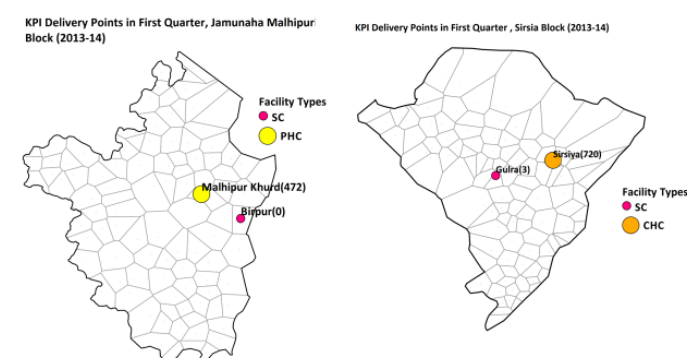 KPI Delivery Points in First Quarter, Jamunaha Malhipur
Block (2013-14)
Facility Types
SC
PHC
Malhipur Khurd(472)
Birpur(0)
KPI Delivery Points in First Quarter , Sirsia Block (2013-14)
Sirsiya(720)
Gulra(3)
Facility Types
SC
CHC